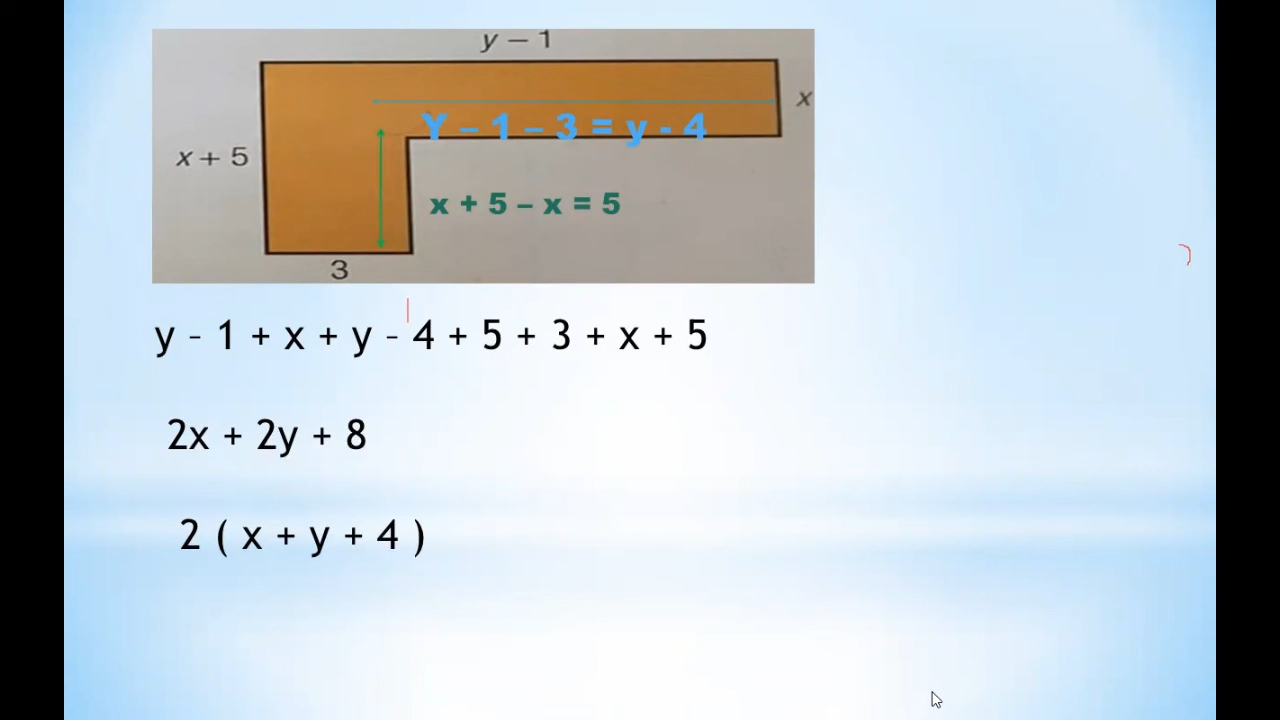 y – 1
x
Y – 1 – 3 = y - 4
x + 5
x + 5 – x = 5
3
y - 1 + x + y - 4 + 5 + 3 + x + 5
2x + 2y + 8
2 ( x + y + 4 )